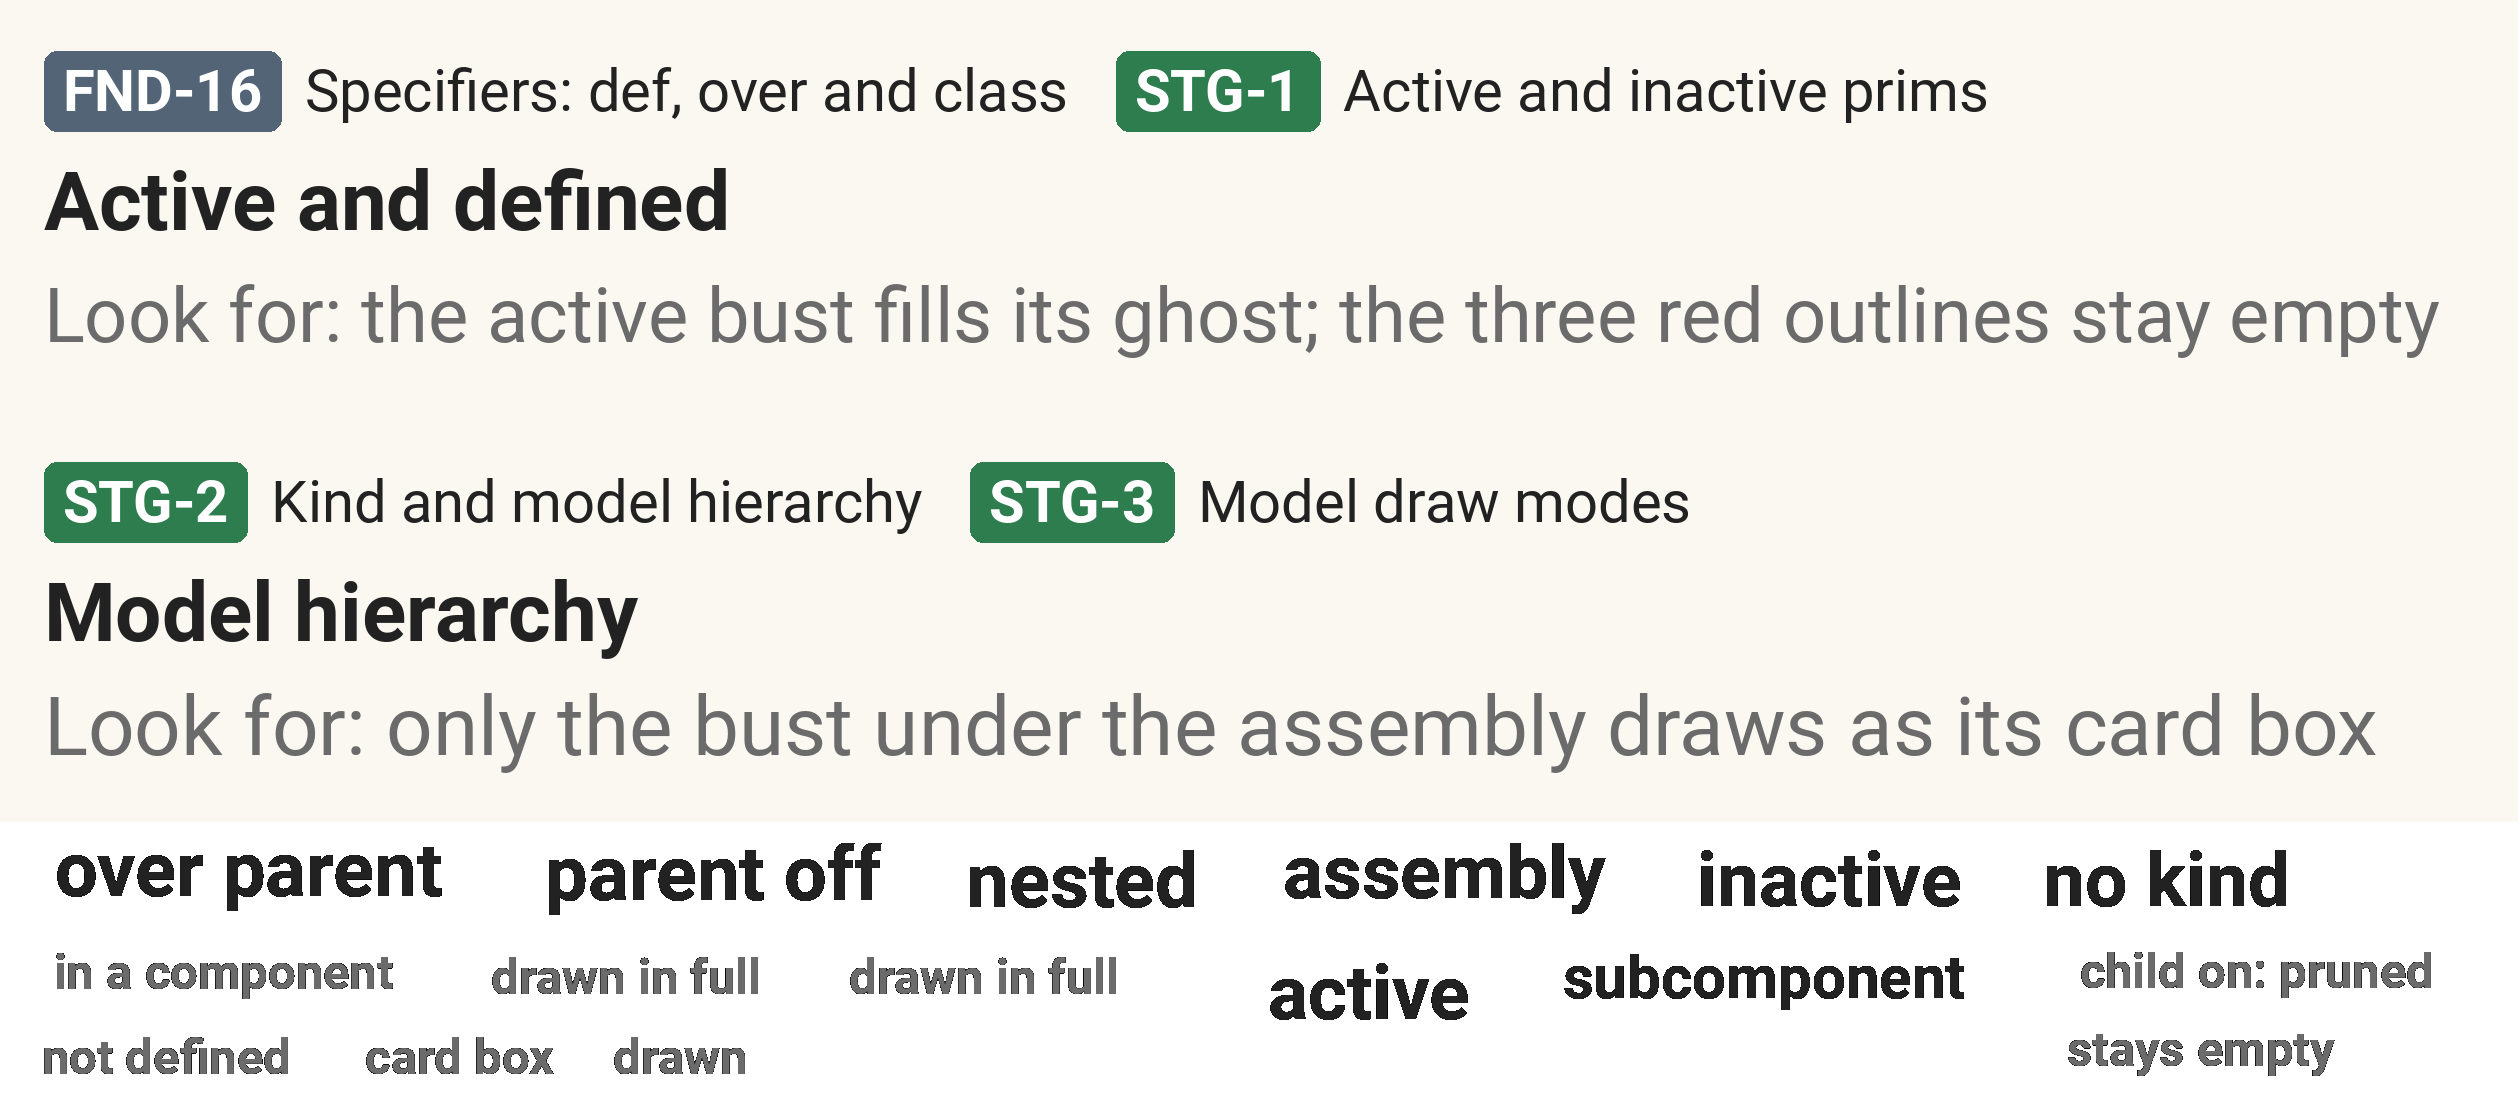 FND-16 Specifiers: def, over and class STG-1 Active and inactive prims
Active and defined
Look for: the active bust fills its ghost; the three red outlines stay empty
STG-2 Kind and model hierarchy STG-3 Model draw modes
Model hierarchy
Look for: only the bust under the assembly draws as its card box
over parent parent off nested assembly inactive no kind
in a component drawn in full drawn in full active subcomponent child on: pruned
not defined card box drawn stays empty